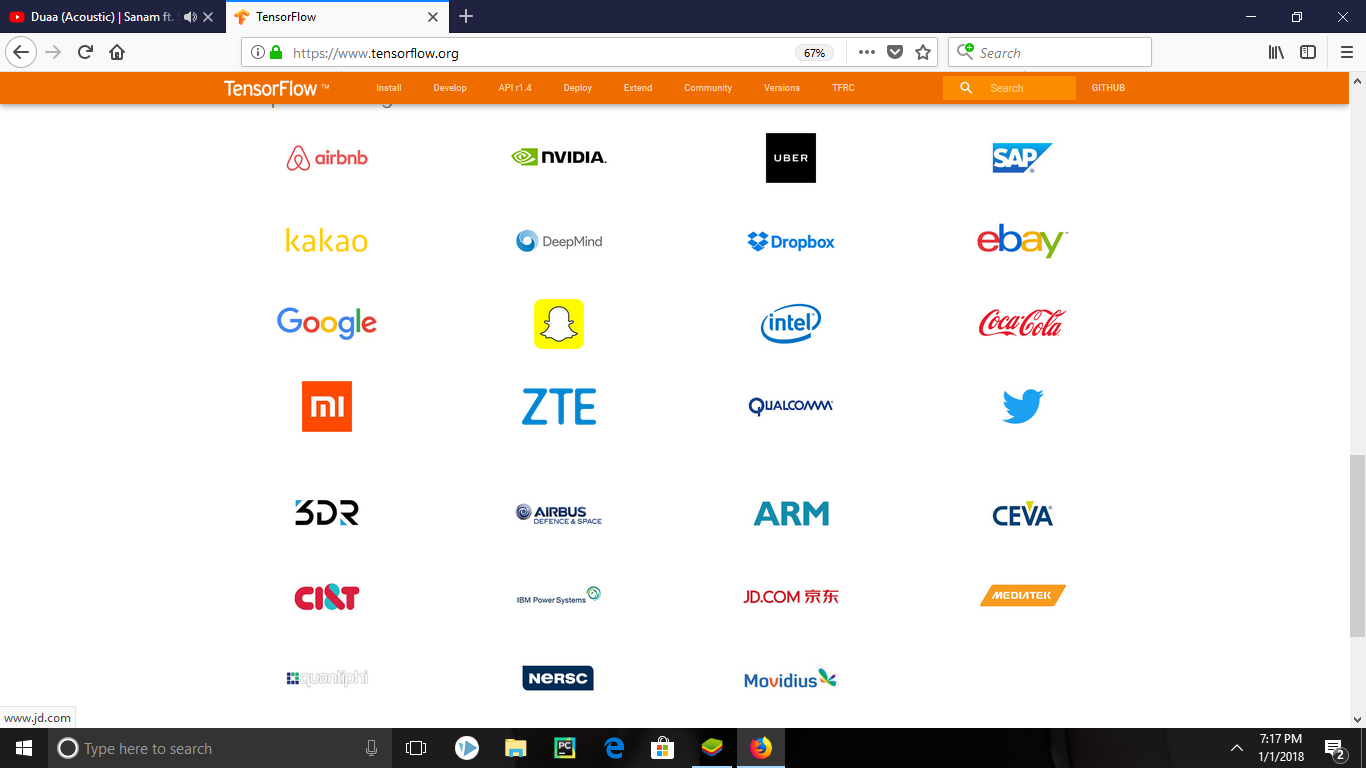 Duaa (Acoustic) | Sanam ft.
TensorFlow
https://www.tensorflow.org
67%
Search
TensorFlow™
Install Develop API r1.4 Deploy Extend Community Versions TFRC Search GITHUB
airbnb NVIDIA. UBER SAP®
kakao DeepMind Dropbox ebay™
Google intel® Coca-Cola
MI ZTE QUALCOMM®
3DR AIRBUS DEFENCE & SPACE ARM CEVA®
CI&T IBM Power Systems JD.COM 京东 MEDIATEK
quantiphi NERSC Movidius
www.jd.com
Type here to search
PC
7:17 PM
1/1/2018
2